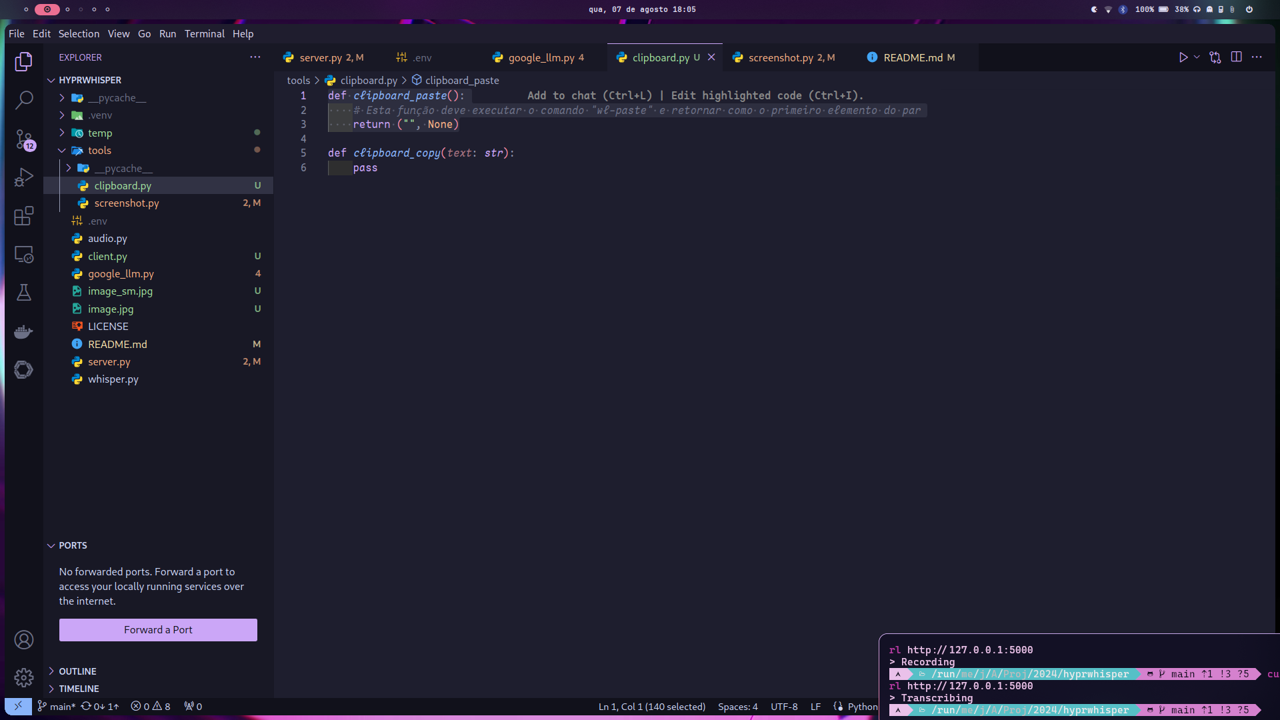 qua, 07 de agosto 18:05
100%
38%
File Edit Selection View Go Run Terminal Help
EXPLORER
server.py 2, M
.env
google_llm.py 4
clipboard.py U
screenshot.py 2, M
README.md M
HYPRWHISPER
tools > clipboard.py > clipboard_paste
__pycache__
.venv
temp
tools
__pycache__
clipboard.py U
screenshot.py 2, M
.env
audio.py
client.py U
google_llm.py 4
image_sm.jpg U
image.jpg U
LICENSE
README.md M
server.py 2, M
whisper.py
12
1 def clipboard_paste(): Add to chat (Ctrl+L) | Edit highlighted code (Ctrl+I).
2 # Esta função deve executar o comando "wl-paste" e retornar como o primeiro elemento do par
3 return ("", None)
4
5 def clipboard_copy(text: str):
6 pass
PORTS
No forwarded ports. Forward a port to
access your locally running services over
the internet.
Forward a Port
OUTLINE
TIMELINE
main* 0↓ 1↑ 0 8 0
Ln 1, Col 1 (140 selected) Spaces: 4 UTF-8 LF Python
rl http://127.0.0.1:5000
> Recording
/run/me/j/A/Proj/2024/hyprwhisper main ⇡1 !3 ?5 cu
rl http://127.0.0.1:5000
> Transcribing
/run/me/j/A/Proj/2024/hyprwhisper main ⇡1 !3 ?5